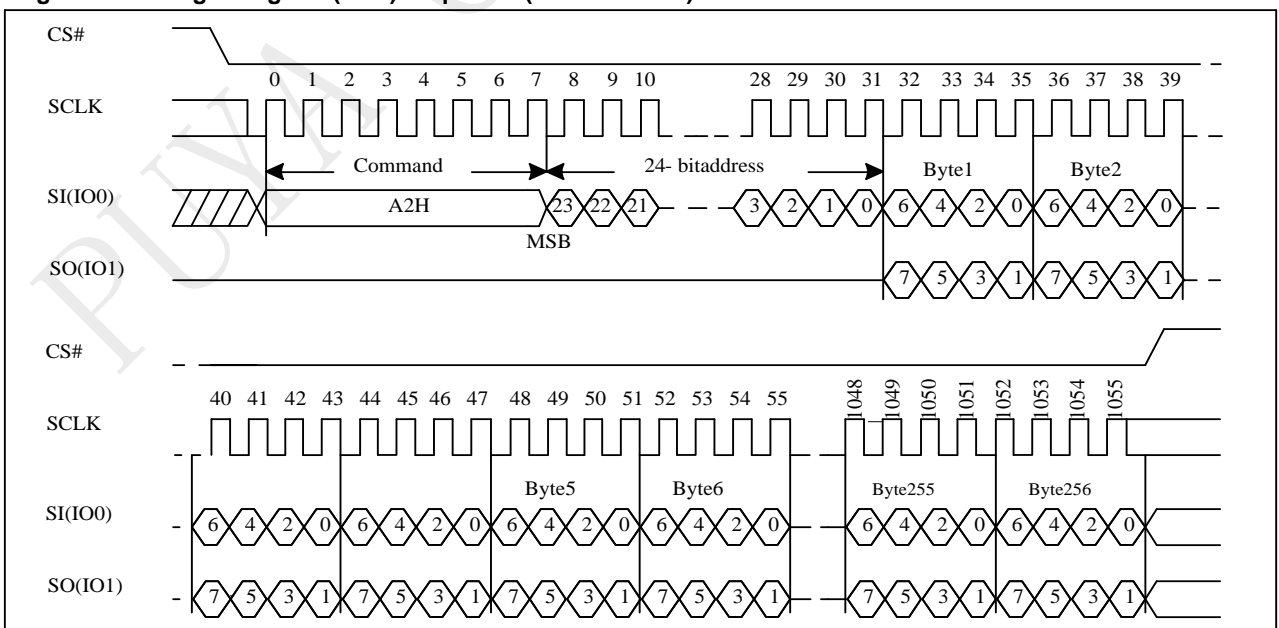 CS#
0 1 2 3 4 5 6 7 8 9 10 28 29 30 31 32 33 34 35 36 37 38 39
SCLK
Command 24- bitaddress Byte1 Byte2
SI(IO0) A2H 23 22 21 3 2 1 0 6 4 2 0 6 4 2 0
MSB
SO(IO1) 7 5 3 1 7 5 3 1
CS#
40 41 42 43 44 45 46 47 48 49 50 51 52 53 54 55 1048 1049 1050 1051 1052 1053 1054 1055
SCLK
Byte5 Byte6 Byte255 Byte256
SI(IO0) 6 4 2 0 6 4 2 0 6 4 2 0 6 4 2 0 6 4 2 0 6 4 2 0
SO(IO1) 7 5 3 1 7 5 3 1 7 5 3 1 7 5 3 1 7 5 3 1 7 5 3 1
PUYA